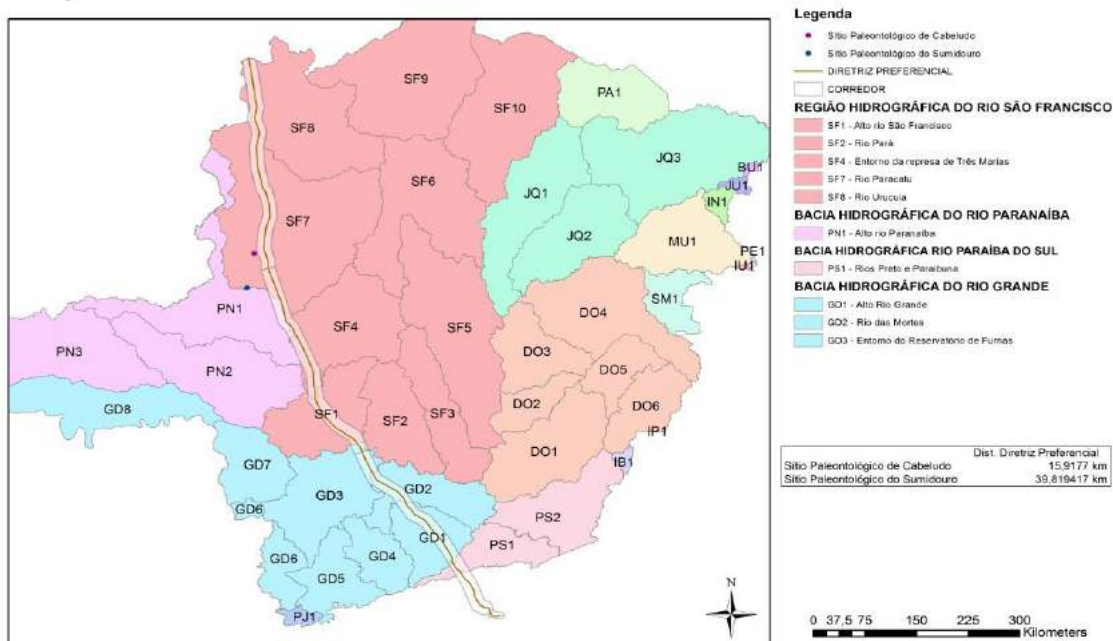 Legenda
Sítio Paleontológico de Cabeludo
Sítio Paleontológico do Sumidouro
DIRETRIZ PREFERENCIAL
CORREDOR
REGIÃO HIDROGRÁFICA DO RIO SÃO FRANCISCO
SF1 - Alto rio São Francisco
SF2 - Rio Pará
SF4 - Entorno da represa de Três Marias
SF7 - Rio Paracatu
SF8 - Rio Urucuia
BACIA HIDROGRÁFICA DO RIO PARANAÍBA
PN1 - Alto rio Paranaíba
BACIA HIDROGRÁFICA RIO PARAÍBA DO SUL
PS1 - Rios Preto e Paraibuna
BACIA HIDROGRÁFICA DO RIO GRANDE
GD1 - Alto Rio Grande
GD2 - Rio das Mortes
GD3 - Entorno do Reservatório de Furnas
SF9
SF10
PA1
SF8
JQ3
BU1
JU1
JQ1
SF6
IN1
SF7
JQ2
MU1
PE1
IU1
SM1
PN1
DO4
SF4
SF5
PN3
DO3
PN2
DO5
DO2
DO6
GD8
SF1
SF2
SF3
IP1
DO1
GD7
IB1
GD3
GD2
GD6
PS2
GD1
PS1
GD6
GD4
GD5
PJ1
N
Dist. Diretriz Preferencial
Sítio Paleontológico de Cabeludo 15,9177 km
Sítio Paleontológico do Sumidouro 39,819417 km
0 37,5 75 150 225 300
Kilometers